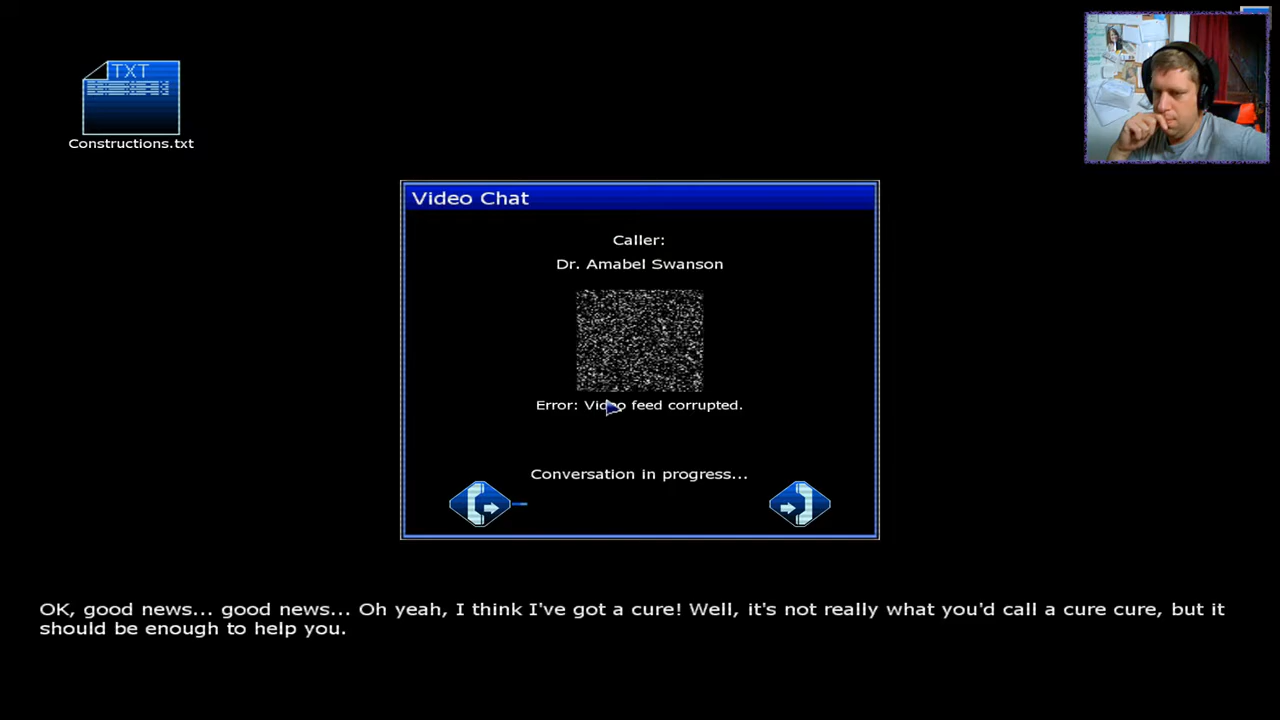 TXT
Constructions.txt
Video Chat
Caller:
Dr. Amabel Swanson
Error: Video feed corrupted.
Conversation in progress...
OK, good news... good news... Oh yeah, I think I've got a cure! Well, it's not really what you'd call a cure cure, but it
should be enough to help you.